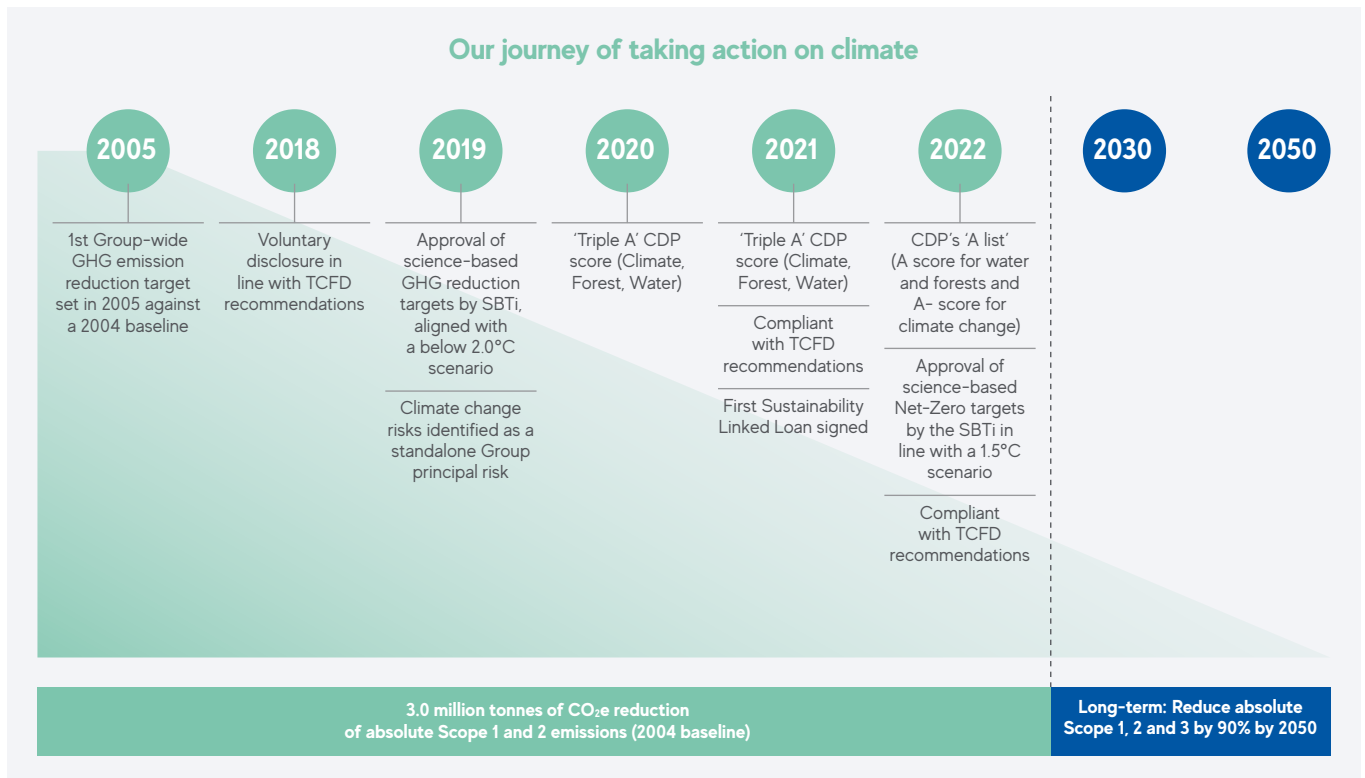 Our journey of taking action on climate
2005
1st Group-wide
GHG emission
reduction target
set in 2005 against
a 2004 baseline
2018
Voluntary
disclosure in
line with TCFD
recommendations
2019
Approval of
science-based
GHG reduction
targets by SBTi,
aligned with
a below 2.0°C
scenario
Climate change
risks identified as a
standalone Group
principal risk
2020
‘Triple A’ CDP
score (Climate,
Forest, Water)
2021
‘Triple A’ CDP
score (Climate,
Forest, Water)
Compliant
with TCFD
recommendations
First Sustainability
Linked Loan signed
2022
CDP’s ‘A list’
(A score for water
and forests and
A- score for
climate change)
Approval of
science-based
Net-Zero targets
by the SBTi in
line with a 1.5°C
scenario
Compliant
with TCFD
recommendations
2030
2050
3.0 million tonnes of CO₂e reduction
of absolute Scope 1 and 2 emissions (2004 baseline)
Long-term: Reduce absolute
Scope 1, 2 and 3 by 90% by 2050